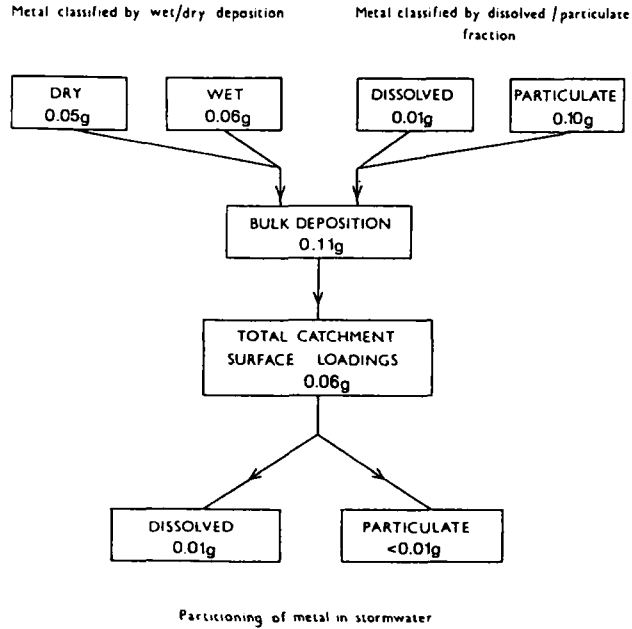 Metal classified by wet/dry deposition
Metal classified by dissolved / particulate
fraction
DRY
0.05g
WET
0.06g
DISSOLVED
0.01g
PARTICULATE
0.10g
BULK DEPOSITION
0.11g
TOTAL CATCHMENT
SURFACE LOADINGS
0.06g
DISSOLVED
0.01g
PARTICULATE
<0.01g
Partitioning of metal in stormwater